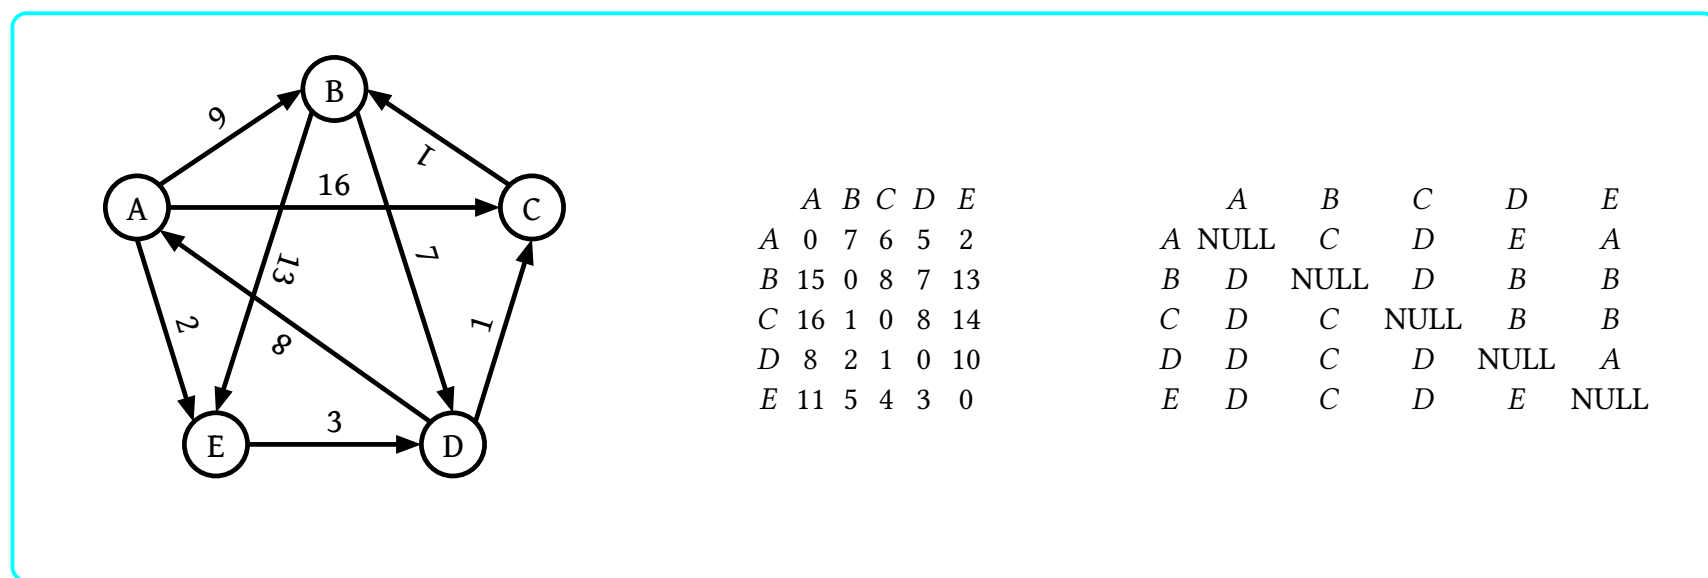 B
9
1
16
A
C
13
7
2
8
1
3
E
D
A B C D E
A 0 7 6 5 2
B 15 0 8 7 13
C 16 1 0 8 14
D 8 2 1 0 10
E 11 5 4 3 0
A B C D E
A NULL C D E A
B D NULL D B B
C D C NULL B B
D D C D NULL A
E D C D E NULL